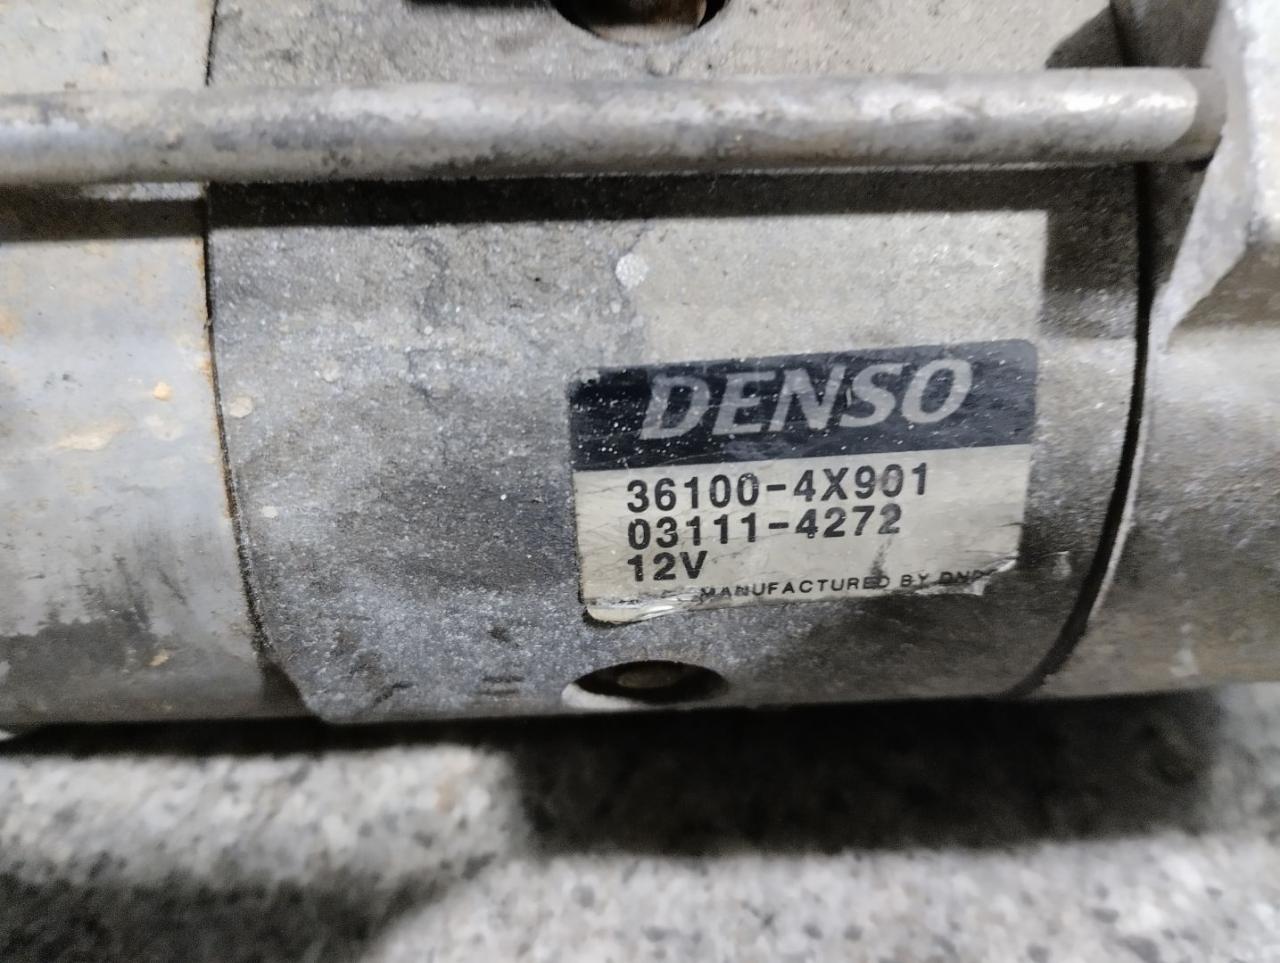 DENSO
36100-4X901
03111-4272
12V
MANUFACTURED BY